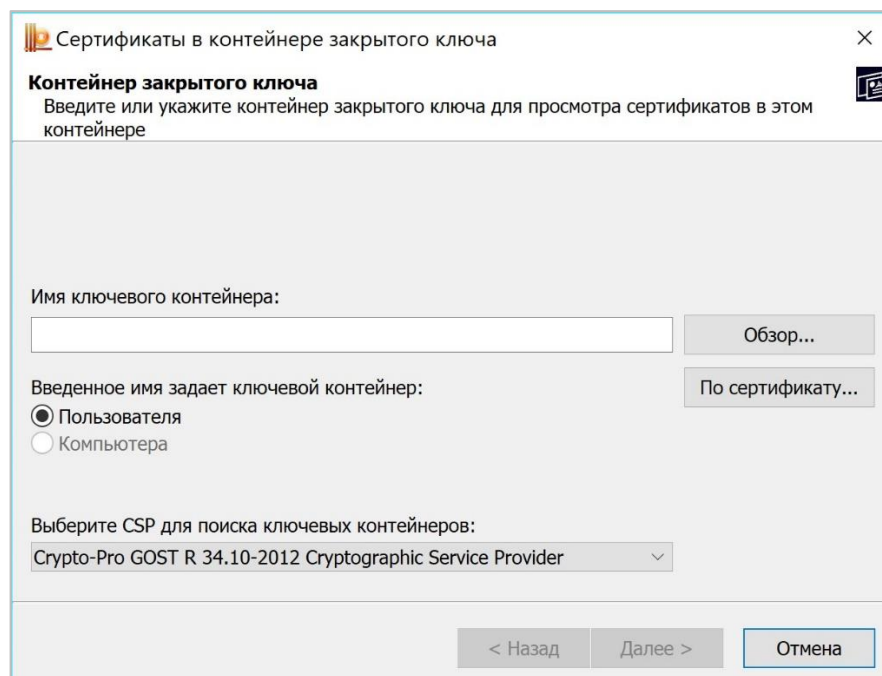 Сертификаты в контейнере закрытого ключа
Контейнер закрытого ключа
Введите или укажите контейнер закрытого ключа для просмотра сертификатов в этом
контейнере
Имя ключевого контейнера:
Обзор...
Введенное имя задает ключевой контейнер:
По сертификату...
Пользователя
Компьютера
Выберите CSP для поиска ключевых контейнеров:
Crypto-Pro GOST R 34.10-2012 Cryptographic Service Provider
< Назад
Далее >
Отмена